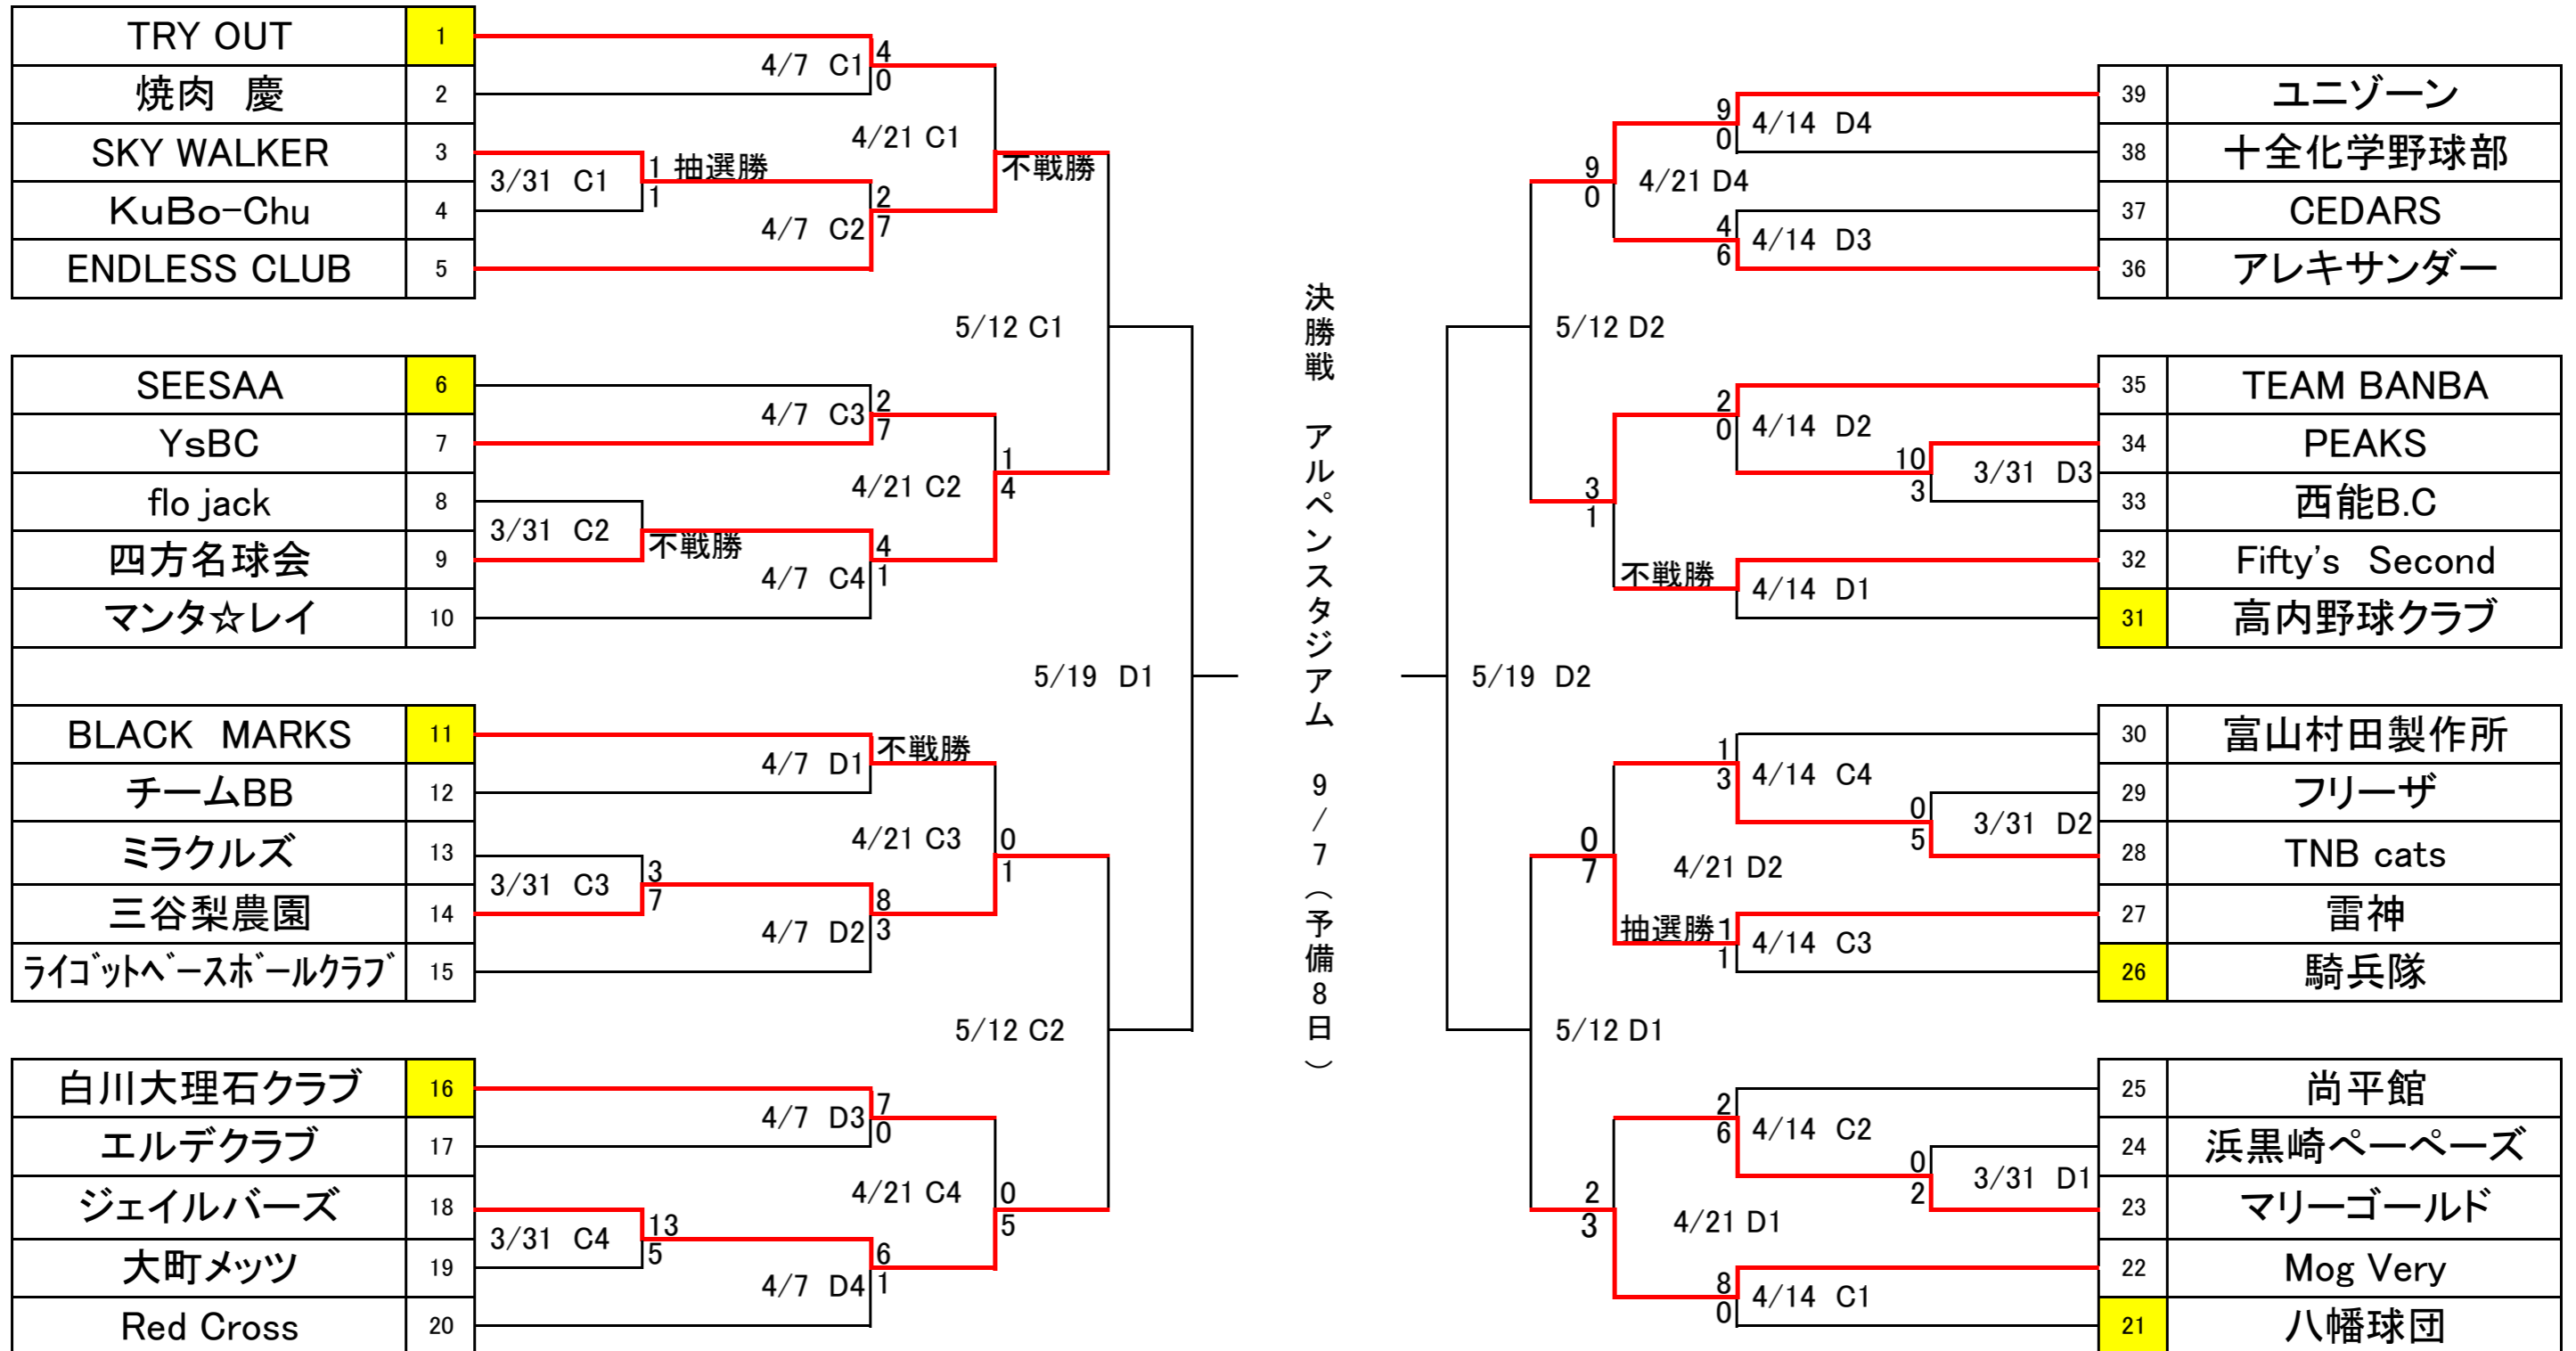 TRY OUT 1
焼肉　慶 2
SKY WALKER 3
KuBo-Chu 4
ENDLESS CLUB 5
SEESAA 6
YsBC 7
flo jack 8
四方名球会 9
マンタ☆レイ 10
BLACK　MARKS 11
チームBB 12
ミラクルズ 13
三谷梨農園 14
ﾗｲｺﾞｯﾄﾍﾞｰｽﾎﾞｰﾙｸﾗﾌﾞ 15
白川大理石クラブ 16
エルデクラブ 17
ジェイルバーズ 18
大町メッツ 19
Red Cross 20
3/31 C1
1 抽選勝
1
3/31 C2
不戦勝
3/31 C3
3
7
3/31 C4
13
5
4/7 C1
4
0
4/7 C2
2
7
4/7 C3
2
7
4/7 C4
4
1
4/7 D1
不戦勝
4/7 D2
8
3
4/7 D3
7
0
4/7 D4
6
1
4/21 C1
不戦勝
4/21 C2
1
4
4/21 C3
0
1
4/21 C4
0
5
5/12 C1
5/12 C2
5/19 D1
決勝戦　アルペンスタジアム　9/7（予備8日）
5/19 D2
5/12 D2
5/12 D1
9
0
4/21 D4
3
1
0
7
4/21 D2
2
3
4/21 D1
9
0
4/14 D4
4
6
4/14 D3
2
0
4/14 D2
不戦勝
4/14 D1
1
3
4/14 C4
抽選勝 1
1
4/14 C3
2
6
4/14 C2
8
0
4/14 C1
10
3
3/31 D3
0
5
3/31 D2
0
2
3/31 D1
39 ユニゾーン
38 十全化学野球部
37 CEDARS
36 アレキサンダー
35 TEAM BANBA
34 PEAKS
33 西能B.C
32 Fifty's　Second
31 高内野球クラブ
30 富山村田製作所
29 フリーザ
28 TNB cats
27 雷神
26 騎兵隊
25 尚平館
24 浜黒崎ペーペーズ
23 マリーゴールド
22 Mog Very
21 八幡球団